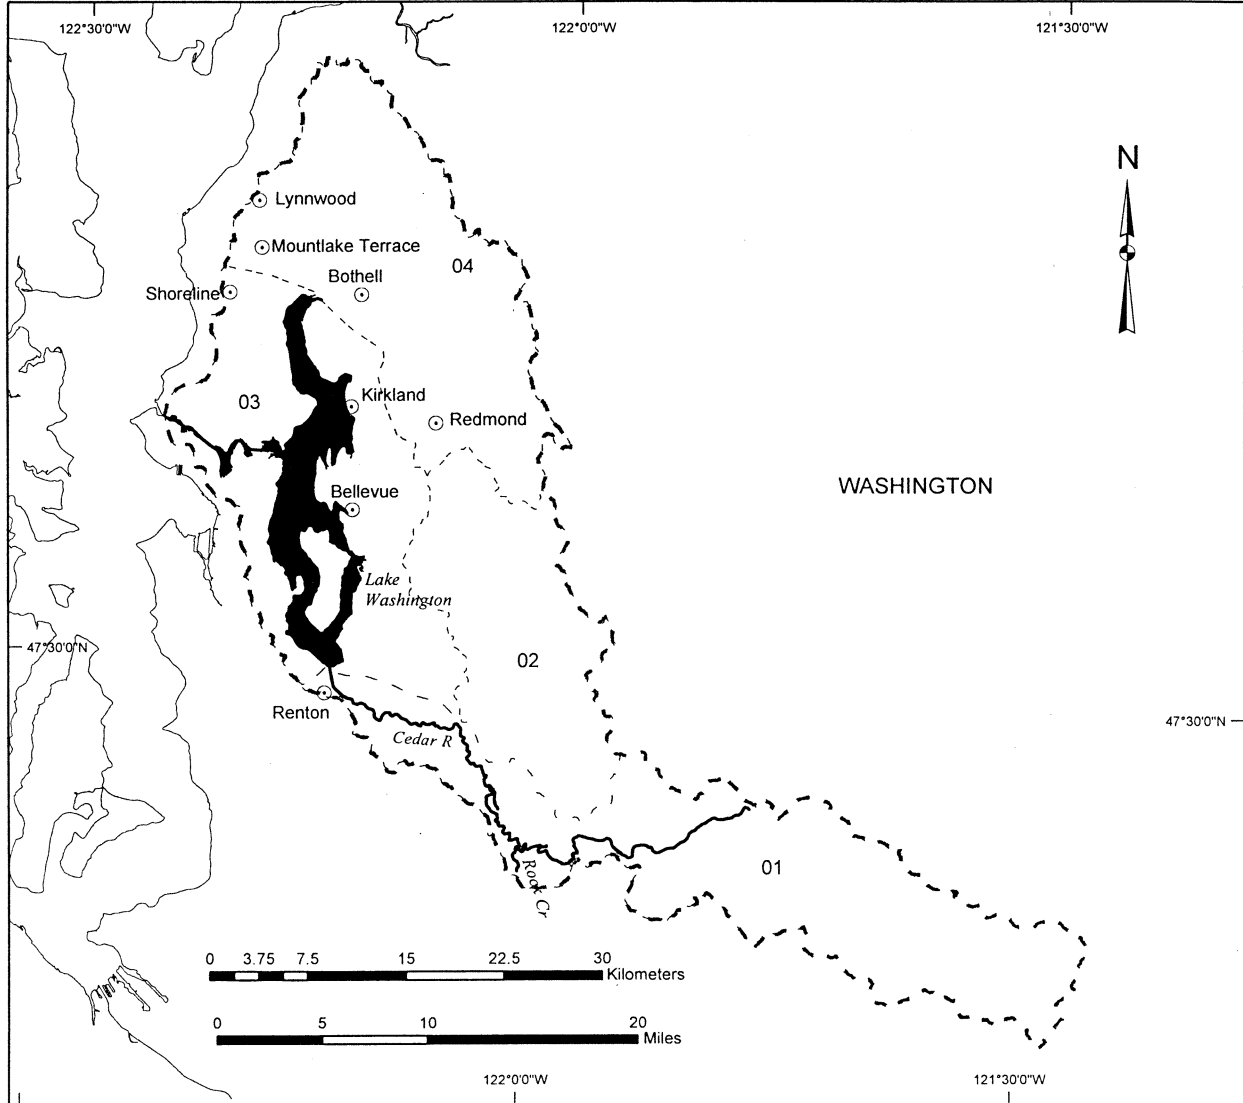 122°30'0"W
122°0'0"W
121°30'0"W
N
Lynnwood
Mountlake Terrace
04
Bothell
Shoreline
03
Kirkland
Redmond
WASHINGTON
Bellevue
Lake
Washington
47°30'0"N
02
Renton
47°30'0"N
Cedar R
01
Rock Cr
0 3.75 7.5 15 22.5 30
Kilometers
0 5 10 20
Miles
122°0'0"W
121°30'0"W